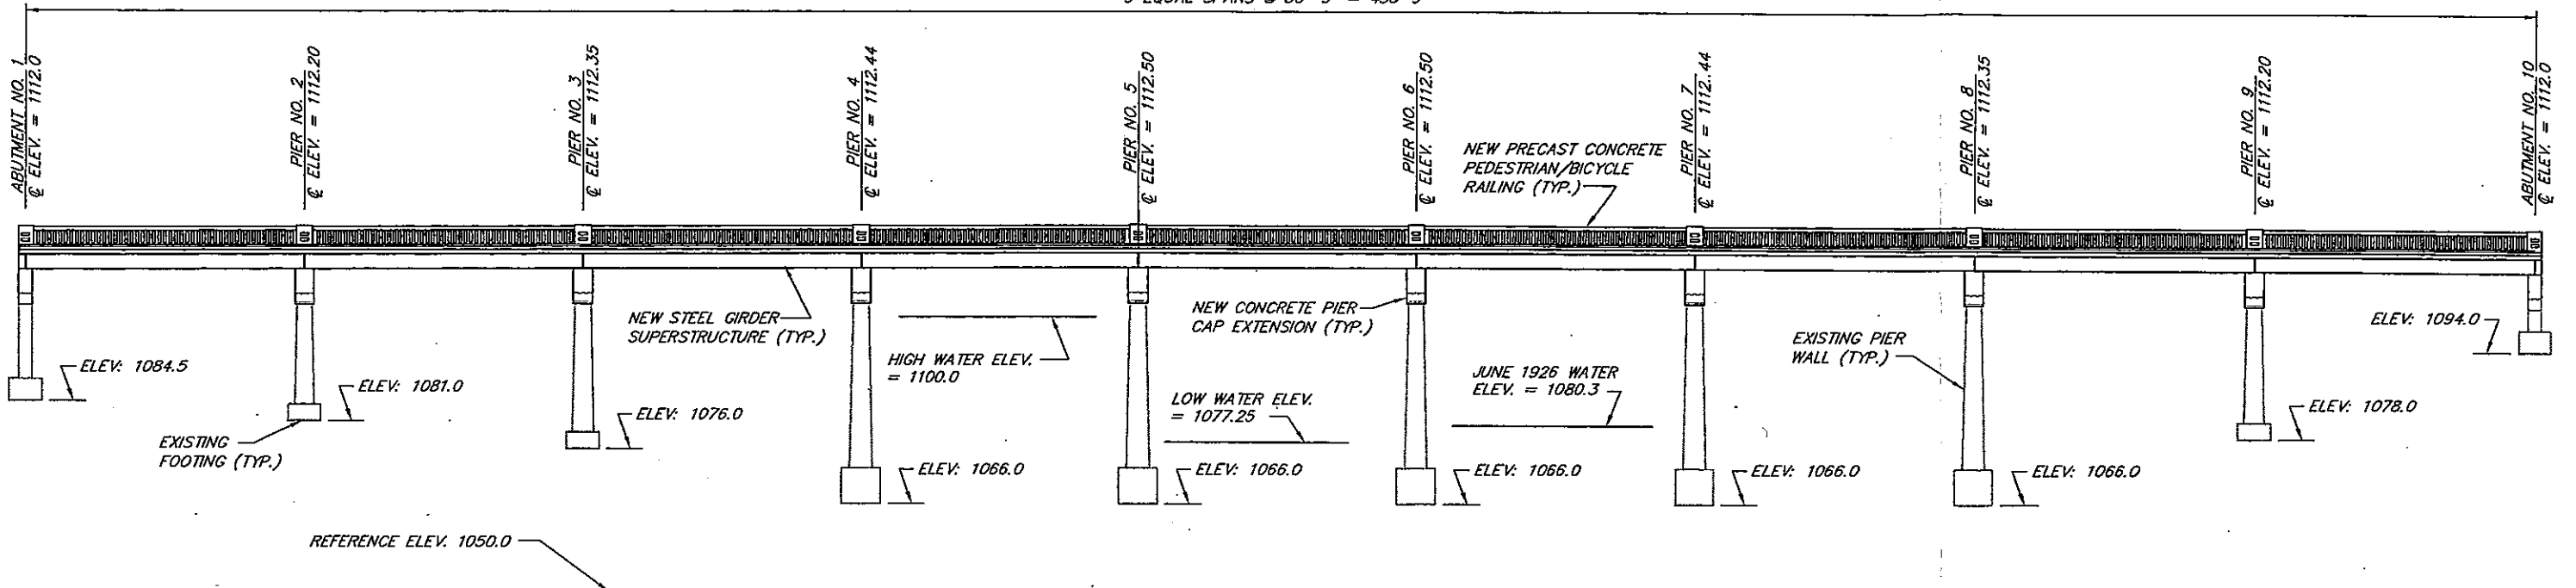 ABUTMENT NO. 1
℄ ELEV. = 1112.0
PIER NO. 2
℄ ELEV. = 1112.20
PIER NO. 3
℄ ELEV. = 1112.35
PIER NO. 4
℄ ELEV. = 1112.44
PIER NO. 5
℄ ELEV. = 1112.50
PIER NO. 6
℄ ELEV. = 1112.50
PIER NO. 7
℄ ELEV. = 1112.44
PIER NO. 8
℄ ELEV. = 1112.35
PIER NO. 9
℄ ELEV. = 1112.20
ABUTMENT NO. 10
℄ ELEV. = 1112.0
NEW PRECAST CONCRETE
PEDESTRIAN/BICYCLE
RAILING (TYP.)
NEW STEEL GIRDER
SUPERSTRUCTURE (TYP.)
HIGH WATER ELEV.
= 1100.0
NEW CONCRETE PIER
CAP EXTENSION (TYP.)
LOW WATER ELEV.
= 1077.25
JUNE 1926 WATER
ELEV. = 1080.3
EXISTING PIER
WALL (TYP.)
ELEV: 1094.0
ELEV: 1084.5
ELEV: 1081.0
ELEV: 1076.0
ELEV: 1078.0
EXISTING
FOOTING (TYP.)
ELEV: 1066.0
ELEV: 1066.0
ELEV: 1066.0
ELEV: 1066.0
ELEV: 1066.0
REFERENCE ELEV. 1050.0